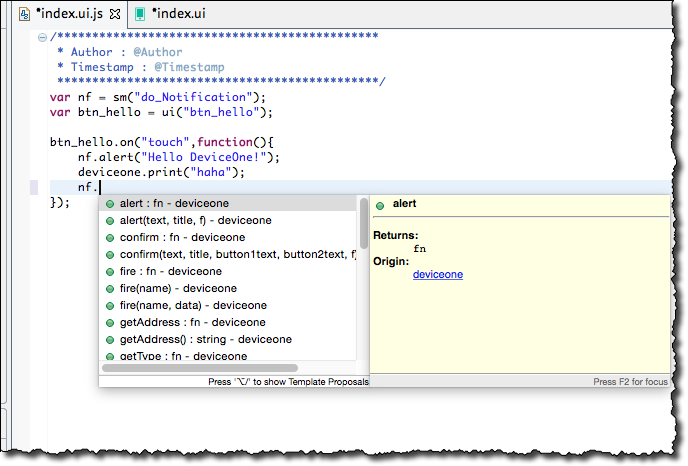 *index.ui.js
*index.ui
/*******************************************
 * Author : @Author
 * Timestamp : @Timestamp
 *******************************************/
var nf = sm("do_Notification");
var btn_hello = ui("btn_hello");
btn_hello.on("touch",function(){
    nf.alert("Hello DeviceOne!");
    deviceone.print("haha");
    nf.
});
alert : fn - deviceone
alert(text, title, f) - deviceone
confirm : fn - deviceone
confirm(text, title, button1text, button2text, f
fire : fn - deviceone
fire(name) - deviceone
fire(name, data) - deviceone
getAddress : fn - deviceone
getAddress() : string - deviceone
getType : fn - deviceone
Press '⌥/' to show Template Proposals
alert
Returns:
fn
Origin:
deviceone
Press F2 for focus